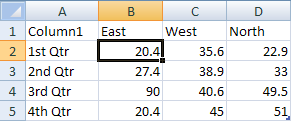 A B C D
1 Column1 East West North
2 1st Qtr 20.4 35.6 22.9
3 2nd Qtr 27.4 38.9 33
4 3rd Qtr 90 40.6 49.5
5 4th Qtr 20.4 45 51